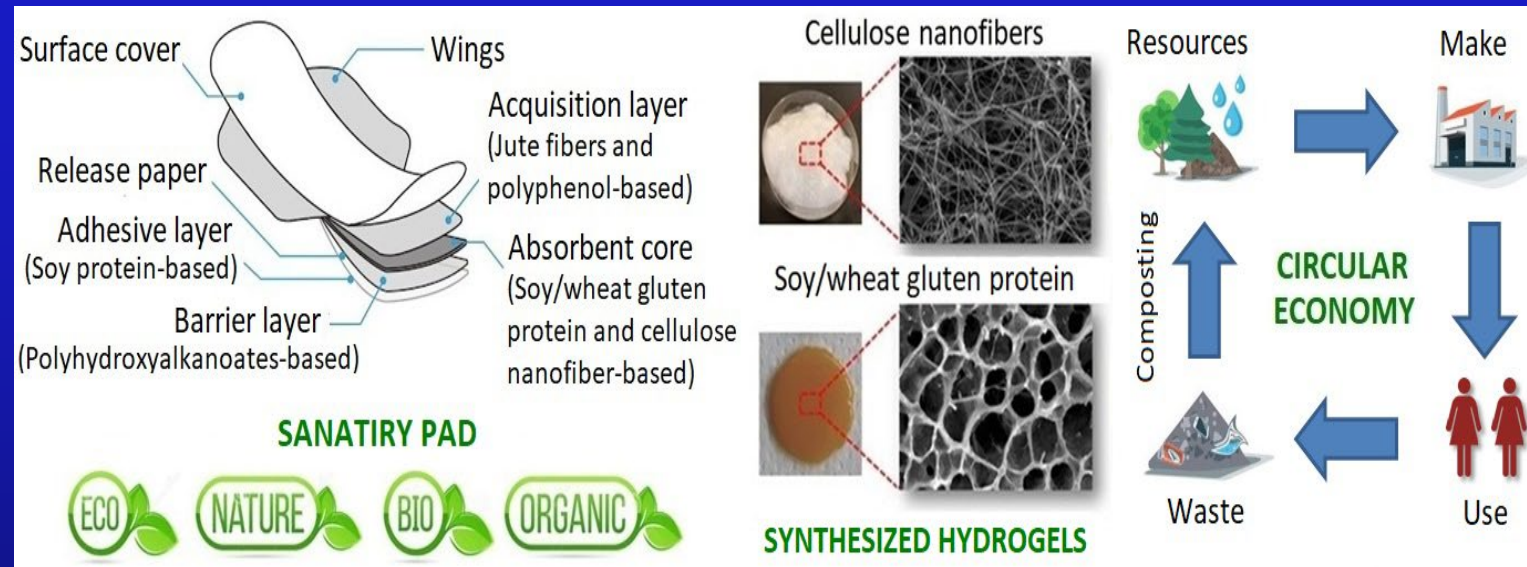 Surface cover
Wings
Acquisition layer
(Jute fibers and
polyphenol-based)
Release paper
Adhesive layer
(Soy protein-based)
Absorbent core
(Soy/wheat gluten
protein and cellulose
nanofiber-based)
Barrier layer
(Polyhydroxyalkanoates-based)
SANATIRY PAD
ECO
NATURE
BIO
ORGANIC
Cellulose nanofibers
Soy/wheat gluten protein
SYNTHESIZED HYDROGELS
Resources
Make
Composting
CIRCULAR
ECONOMY
Waste
Use